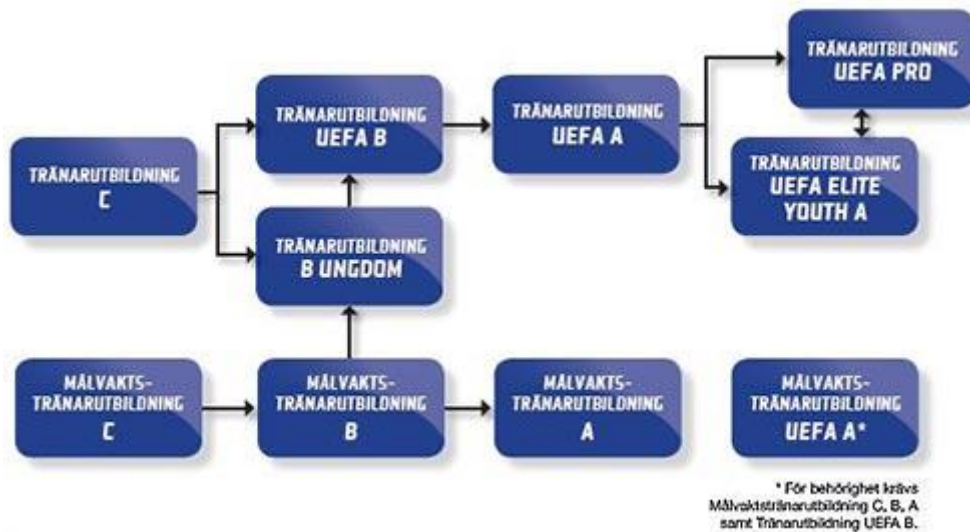 TRÄNARUTBILDNING
UEFA PRO
TRÄNARUTBILDNING
UEFA B
TRÄNARUTBILDNING
UEFA A
TRÄNARUTBILDNING
C
TRÄNARUTBILDNING
UEFA ELITE
YOUTH A
TRÄNARUTBILDNING
B UNGDOM
MÅLVAKTS-
TRÄNARUTBILDNING
C
MÅLVAKTS-
TRÄNARUTBILDNING
B
MÅLVAKTS-
TRÄNARUTBILDNING
A
MÅLVAKTS-
TRÄNARUTBILDNING
UEFA A*
* För behörighet krävs
Målvaktstränarutbildning C, B, A
samt Tränarutbildning UEFA B.